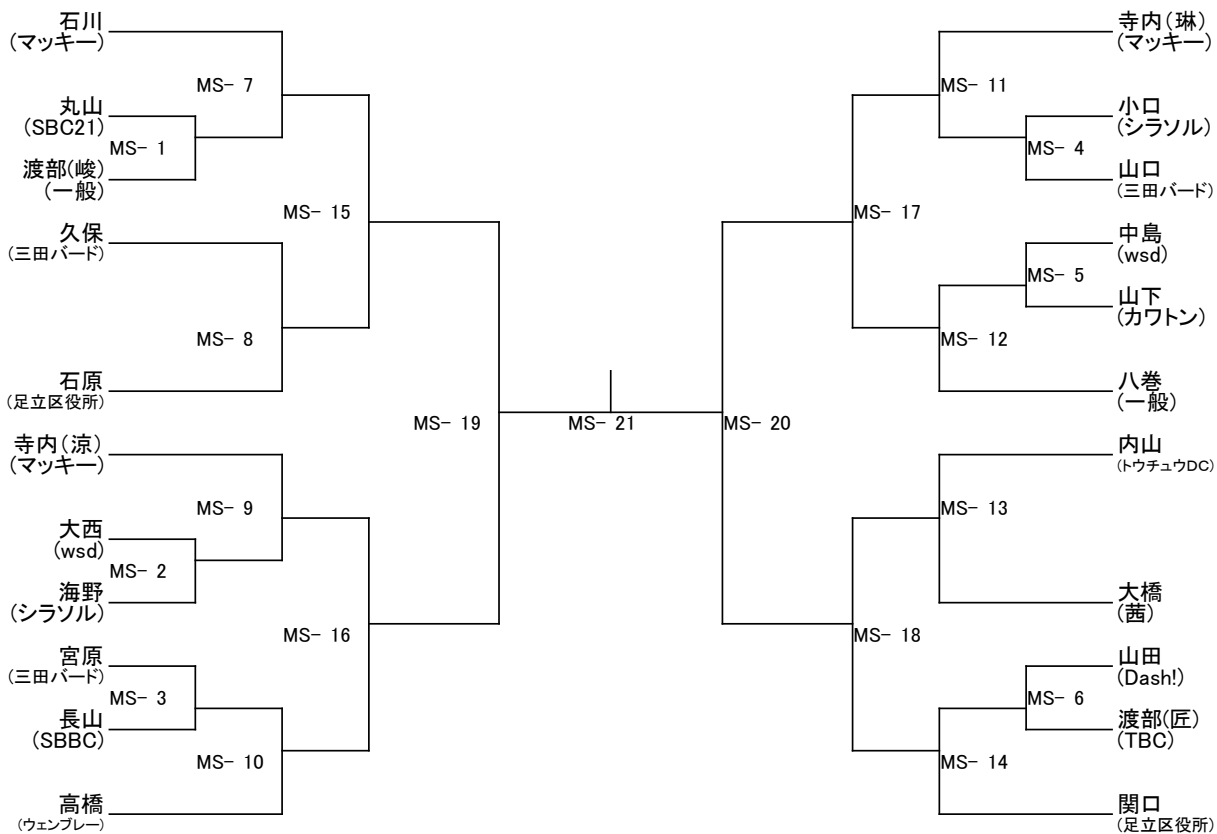 石川
(マッキー)
MS- 7
丸山
(SBC21)
MS- 1
渡部(峻)
(一般)
MS- 15
久保
(三田バード)
MS- 8
石原
(足立区役所)
MS- 19
寺内(涼)
(マッキー)
MS- 9
大西
(wsd)
MS- 2
海野
(シラソル)
MS- 16
宮原
(三田バード)
MS- 3
長山
(SBBC)
MS- 10
高橋
(ウェンブレー)
MS- 21
寺内(琳)
(マッキー)
MS- 11
小口
(シラソル)
MS- 4
山口
(三田バード)
MS- 17
中島
(wsd)
MS- 5
山下
(カワトン)
MS- 12
八巻
(一般)
MS- 20
内山
(トウチュウDC)
MS- 13
大橋
(茜)
MS- 18
山田
(Dash!)
MS- 6
渡部(匠)
(TBC)
MS- 14
関口
(足立区役所)